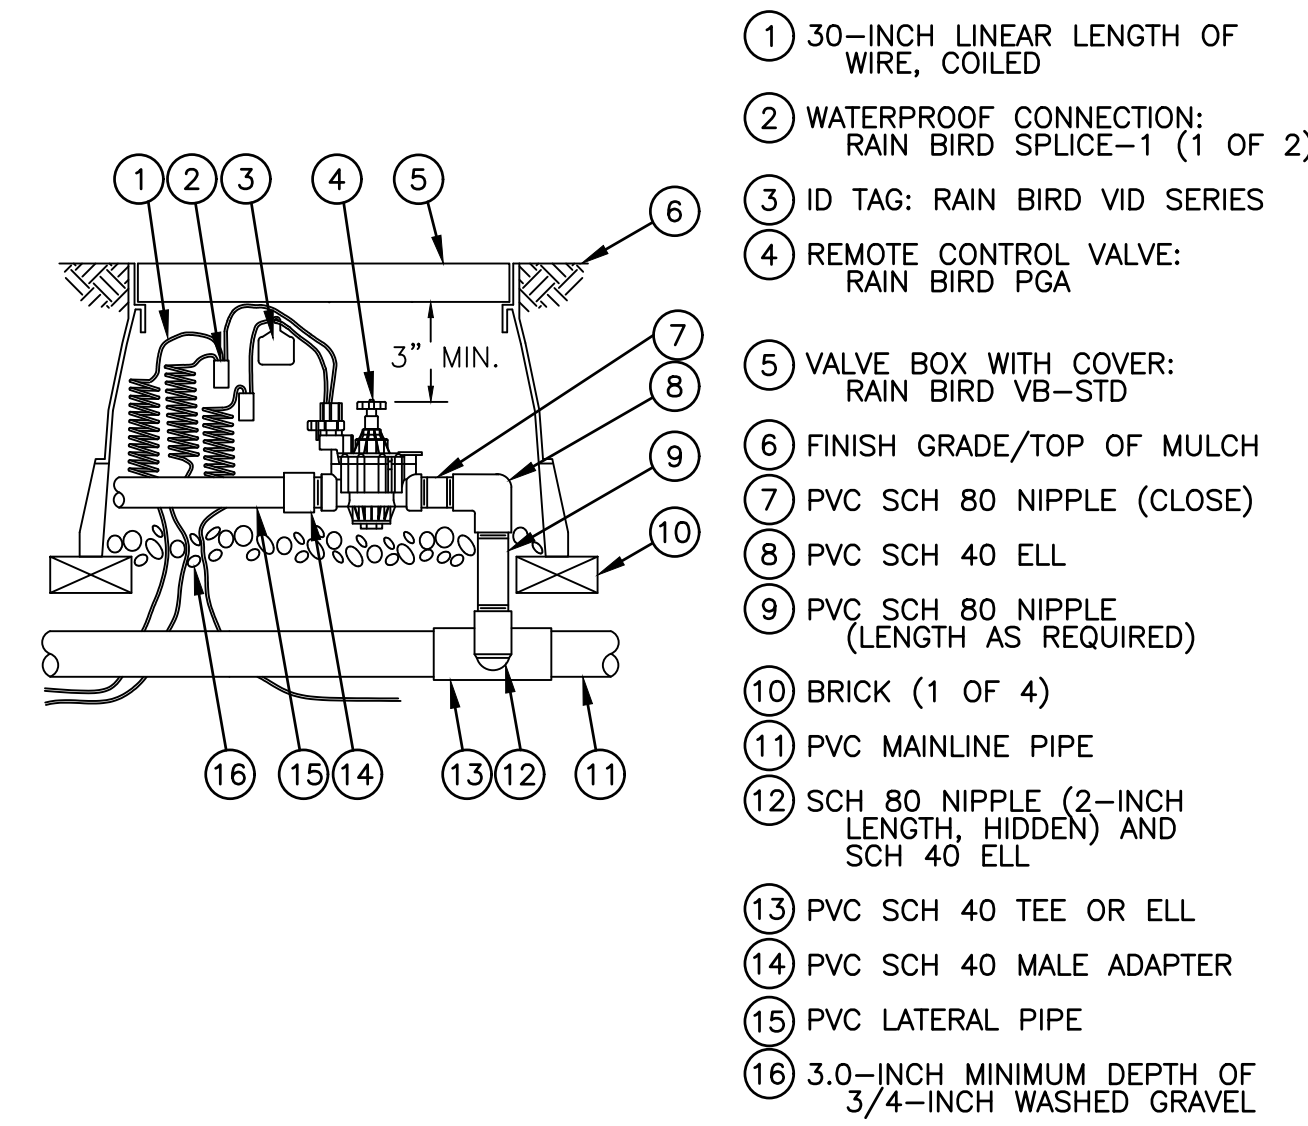 1 2 3 4 5
6
7
3” MIN.
8
9
10
16 15 14 13 12 11
1 30–INCH LINEAR LENGTH OF
WIRE, COILED
2 WATERPROOF CONNECTION:
RAIN BIRD SPLICE–1 (1 OF 2)
3 ID TAG: RAIN BIRD VID SERIES
4 REMOTE CONTROL VALVE:
RAIN BIRD PGA
5 VALVE BOX WITH COVER:
RAIN BIRD VB–STD
6 FINISH GRADE/TOP OF MULCH
7 PVC SCH 80 NIPPLE (CLOSE)
8 PVC SCH 40 ELL
9 PVC SCH 80 NIPPLE
(LENGTH AS REQUIRED)
10 BRICK (1 OF 4)
11 PVC MAINLINE PIPE
12 SCH 80 NIPPLE (2–INCH
LENGTH, HIDDEN) AND
SCH 40 ELL
13 PVC SCH 40 TEE OR ELL
14 PVC SCH 40 MALE ADAPTER
15 PVC LATERAL PIPE
16 3.0–INCH MINIMUM DEPTH OF
3/4–INCH WASHED GRAVEL